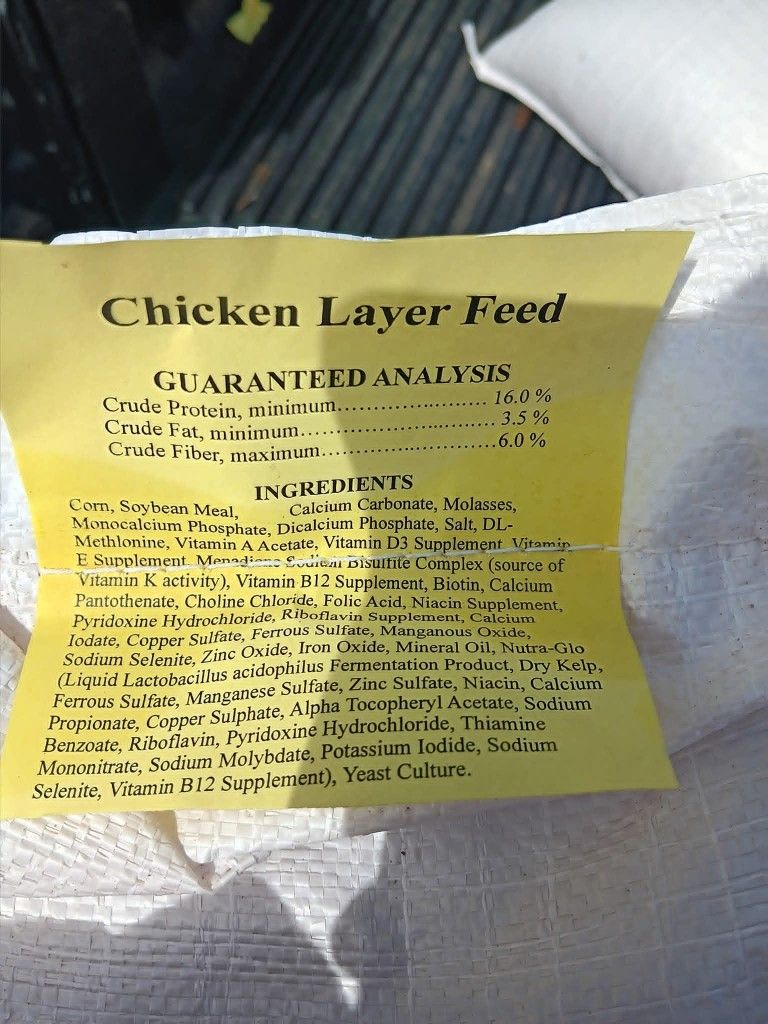 Chicken Layer Feed
GUARANTEED ANALYSIS
Crude Protein, minimum.......................... 16.0 %
Crude Fat, minimum................................ 3.5 %
Crude Fiber, maximum.............................6.0 %
INGREDIENTS
Corn, Soybean Meal, Calcium Carbonate, Molasses,
Monocalcium Phosphate, Dicalcium Phosphate, Salt, DL-
Methlonine, Vitamin A Acetate, Vitamin D3 Supplement, Vitamin
E Supplement, Menadione Sodium Bisulfite Complex (source of
Vitamin K activity), Vitamin B12 Supplement, Biotin, Calcium
Pantothenate, Choline Chloride, Folic Acid, Niacin Supplement,
Pyridoxine Hydrochloride, Riboflavin Supplement, Calcium
Iodate, Copper Sulfate, Ferrous Sulfate, Manganous Oxide,
Sodium Selenite, Zinc Oxide, Iron Oxide, Mineral Oil, Nutra-Glo
(Liquid Lactobacillus acidophilus Fermentation Product, Dry Kelp,
Ferrous Sulfate, Manganese Sulfate, Zinc Sulfate, Niacin, Calcium
Propionate, Copper Sulphate, Alpha Tocopheryl Acetate, Sodium
Benzoate, Riboflavin, Pyridoxine Hydrochloride, Thiamine
Mononitrate, Sodium Molybdate, Potassium Iodide, Sodium
Selenite, Vitamin B12 Supplement), Yeast Culture.